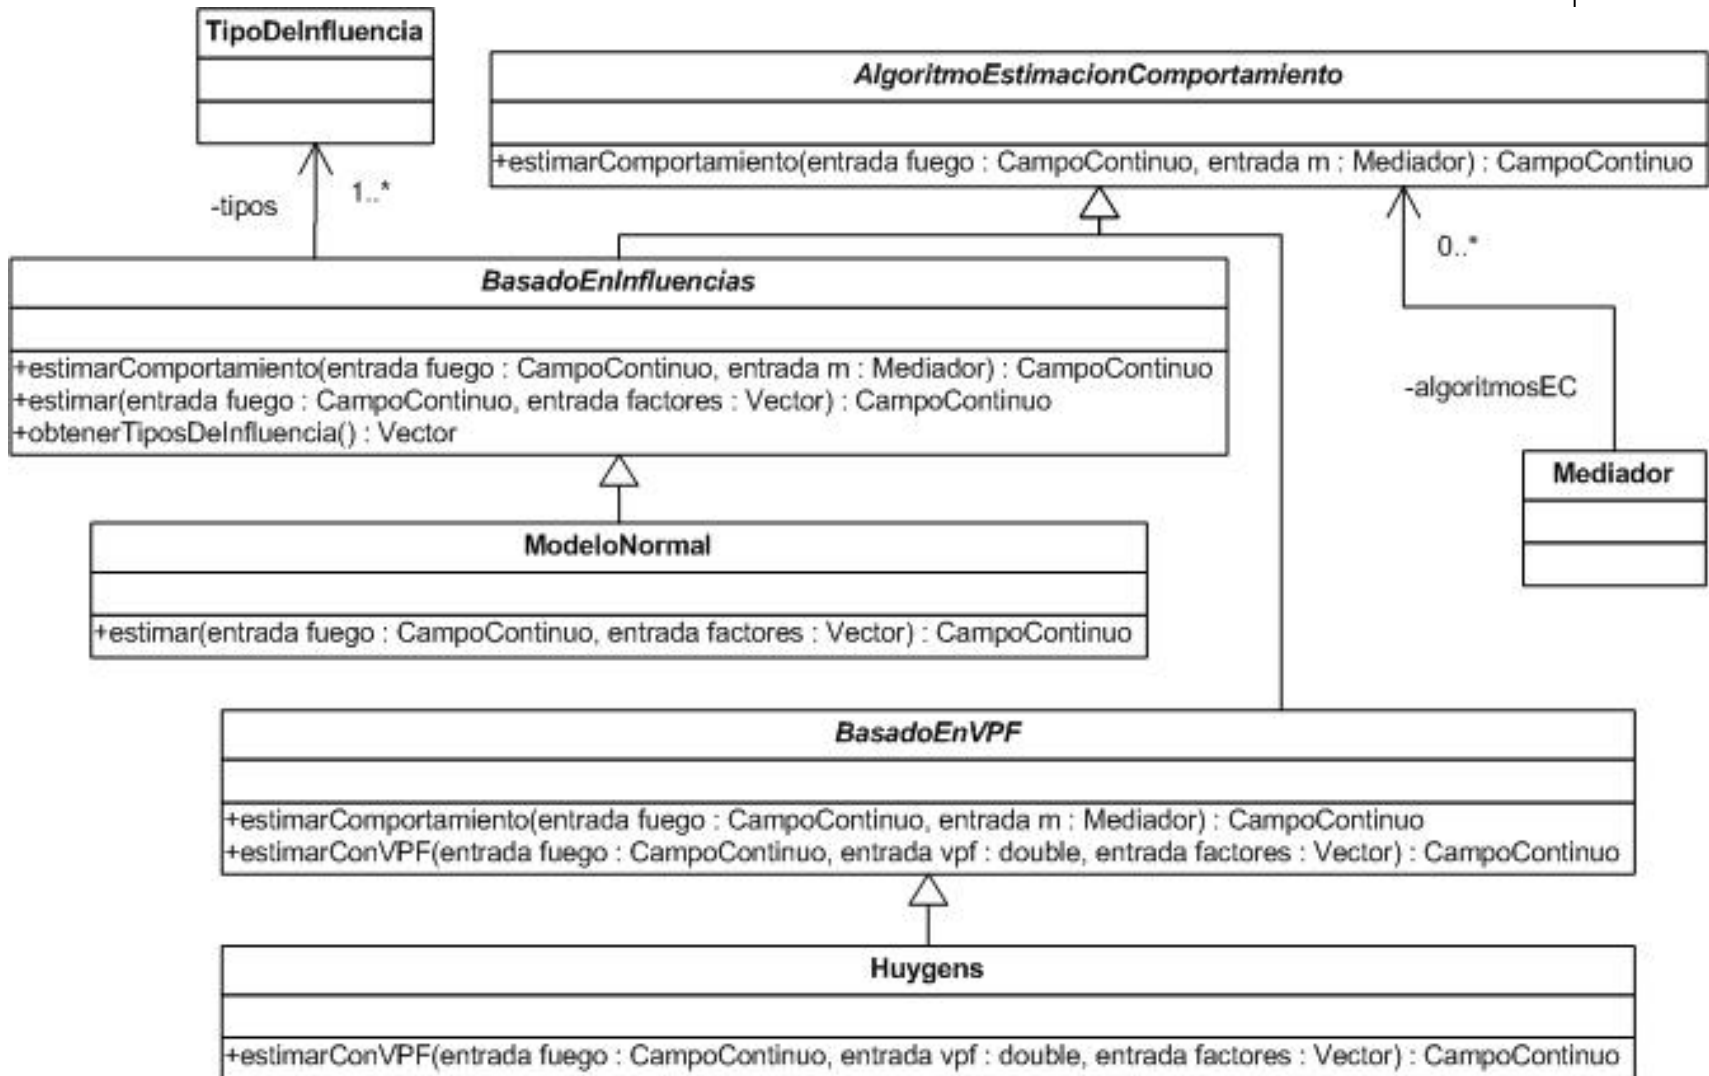 TipoDeInfluencia
AlgoritmoEstimacionComportamiento
+estimarComportamiento(entrada fuego : CampoContinuo, entrada m : Mediador) : CampoContinuo
-tipos
1..*
0..*
BasadoEnInfluencias
+estimarComportamiento(entrada fuego : CampoContinuo, entrada m : Mediador) : CampoContinuo
+estimar(entrada fuego : CampoContinuo, entrada factores : Vector) : CampoContinuo
+obtenerTiposDeInfluencia() : Vector
-algoritmosEC
Mediador
ModeloNormal
+estimar(entrada fuego : CampoContinuo, entrada factores : Vector) : CampoContinuo
BasadoEnVPF
+estimarComportamiento(entrada fuego : CampoContinuo, entrada m : Mediador) : CampoContinuo
+estimarConVPF(entrada fuego : CampoContinuo, entrada vpf : double, entrada factores : Vector) : CampoContinuo
Huygens
+estimarConVPF(entrada fuego : CampoContinuo, entrada vpf : double, entrada factores : Vector) : CampoContinuo